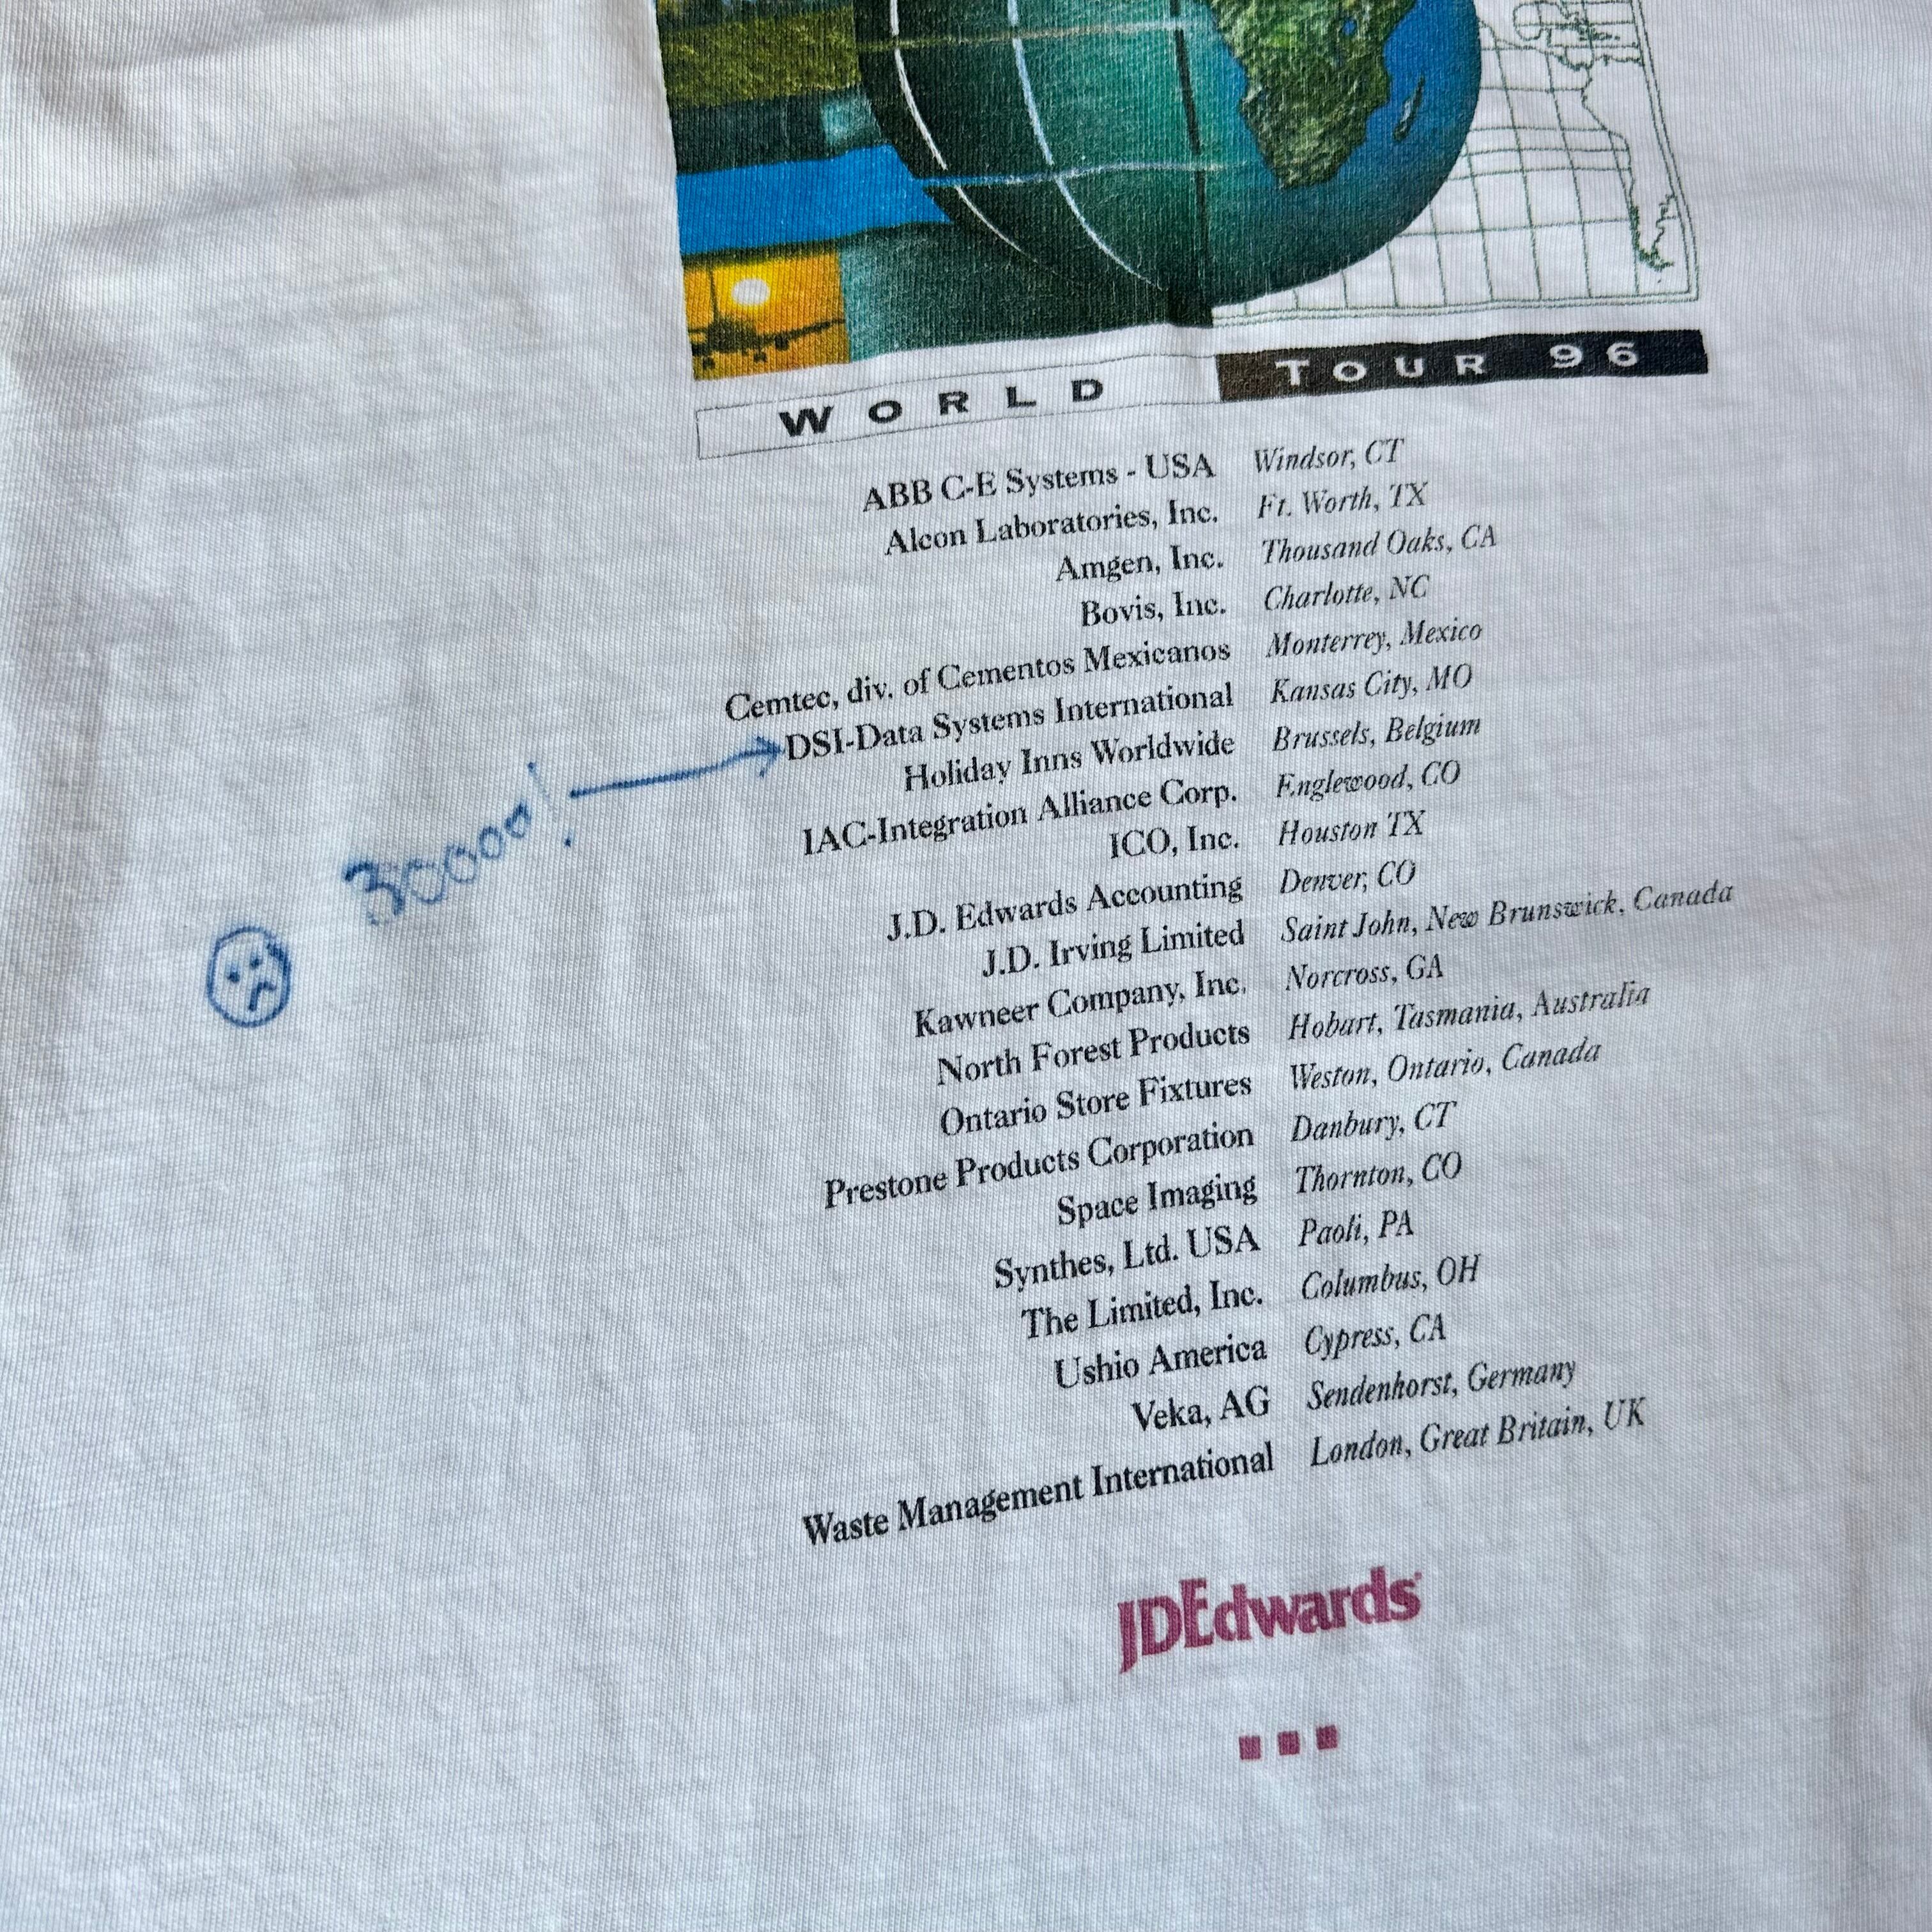 WORLD TOUR 96
ABB C-E Systems - USA Windsor, CT
Alcon Laboratories, Inc. Ft. Worth, TX
Amgen, Inc. Thousand Oaks, CA
Bovis, Inc. Charlotte, NC
Cemtec, div. of Cementos Mexicanos Monterrey, Mexico
DSI-Data Systems International Kansas City, MO
Holiday Inns Worldwide Brussels, Belgium
IAC-Integration Alliance Corp. Englewood, CO
ICO, Inc. Houston TX
J.D. Edwards Accounting Denver, CO
J.D. Irving Limited Saint John, New Brunswick, Canada
Kawneer Company, Inc. Norcross, GA
North Forest Products Hobart, Tasmania, Australia
Ontario Store Fixtures Weston, Ontario, Canada
Prestone Products Corporation Danbury, CT
Space Imaging Thornton, CO
Synthes, Ltd. USA Paoli, PA
The Limited, Inc. Columbus, OH
Ushio America Cypress, CA
Veka, AG Sendenhorst, Germany
Waste Management International London, Great Britain, UK
JDEdwards